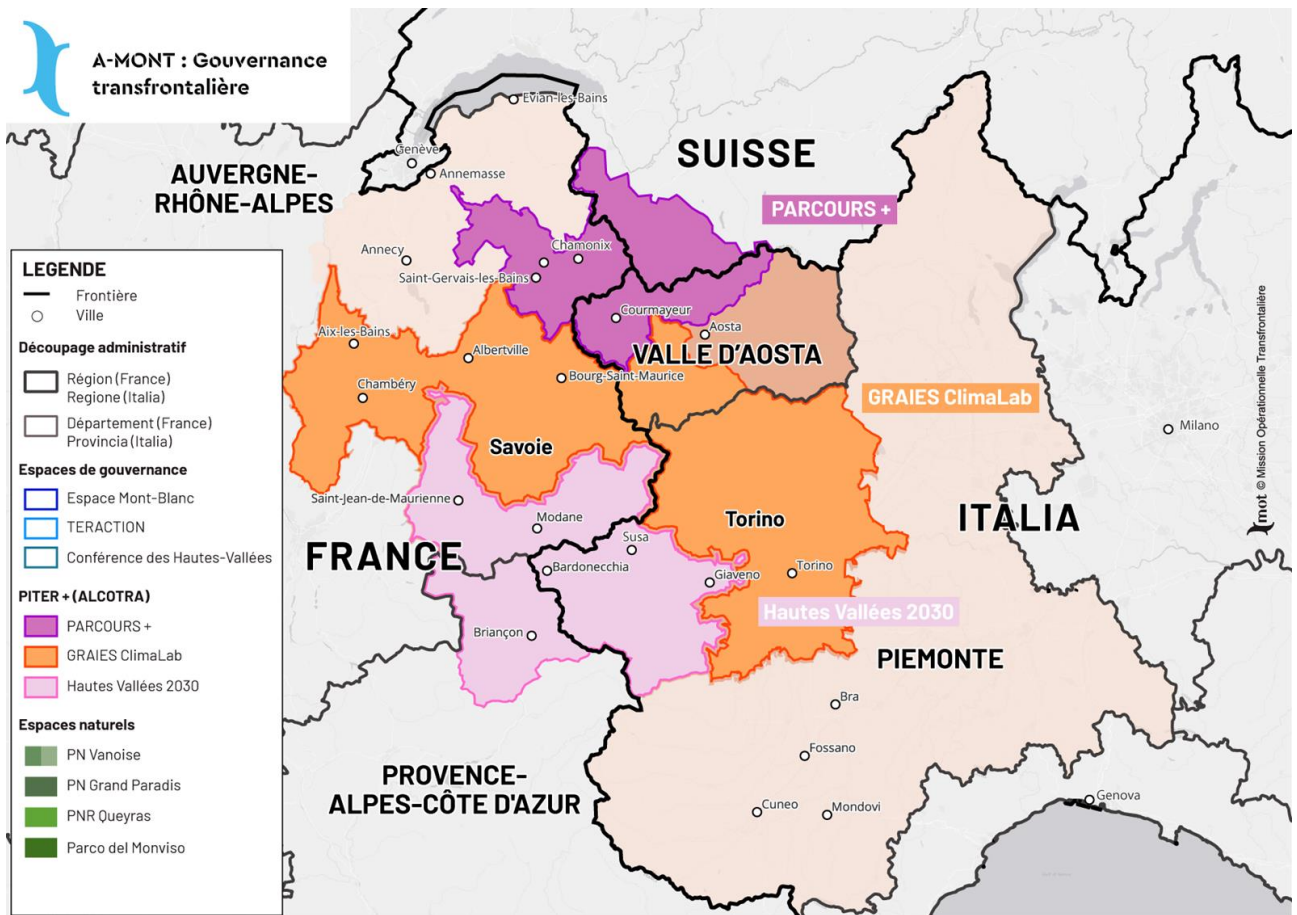 A-MONT : Gouvernance
transfrontalière
Evian-les-Bains
Genève
Annemasse
AUVERGNE-
RHÔNE-ALPES
SUISSE
PARCOURS +
Annecy
Chamonix
Saint-Gervais-les-Bains
Courmayeur
Aosta
VALLE D'AOSTA
Aix-les-Bains
Albertville
Bourg-Saint-Maurice
Chambéry
GRAIES ClimaLab
Milano
Savoie
Saint-Jean-de-Maurienne
Modane
Torino
ITALIA
FRANCE
Susa
Bardonecchia
Giaveno
Torino
Hautes Vallées 2030
Briançon
PIEMONTE
Bra
Fossano
PROVENCE-
ALPES-CÔTE D'AZUR
Cuneo
Mondovi
Genova
mot © Mission Opérationnelle Transfrontalière
LEGENDE
Frontière
Ville
Découpage administratif
Région (France)
Regione (Italia)
Département (France)
Provincia (Italia)
Espaces de gouvernance
Espace Mont-Blanc
TERACTION
Conférence des Hautes-Vallées
PITER + (ALCOTRA)
PARCOURS +
GRAIES ClimaLab
Hautes Vallées 2030
Espaces naturels
PN Vanoise
PN Grand Paradis
PNR Queyras
Parco del Monviso